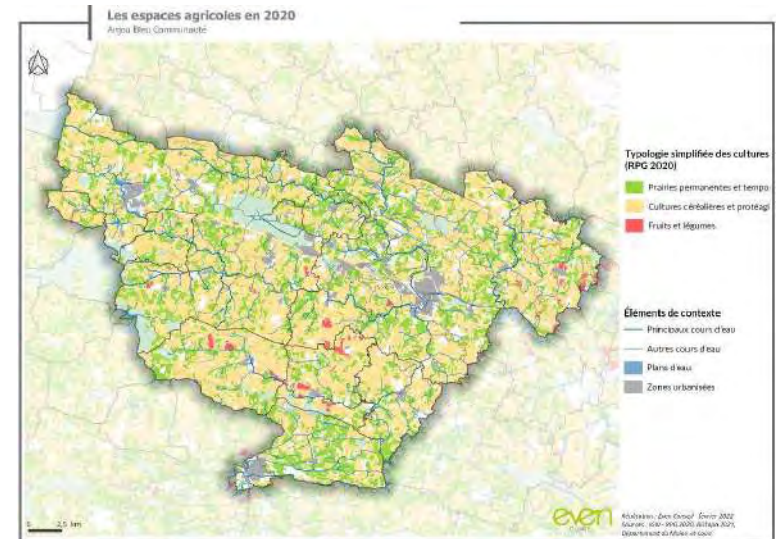 Les espaces agricoles en 2020
Anjou Bleu Communauté
Typologie simplifiée des cultures
(RPG 2020)
Prairies permanentes et tempo
Cultures céréalières et protéagi
Fruits et légumes
Éléments de contexte
Principaux cours d'eau
Autres cours d'eau
Plans d'eau
Zones urbanisées
0 2,5 km
even
Réalisation : Even Conseil - Février 2022
Département du Maine-et-Loire